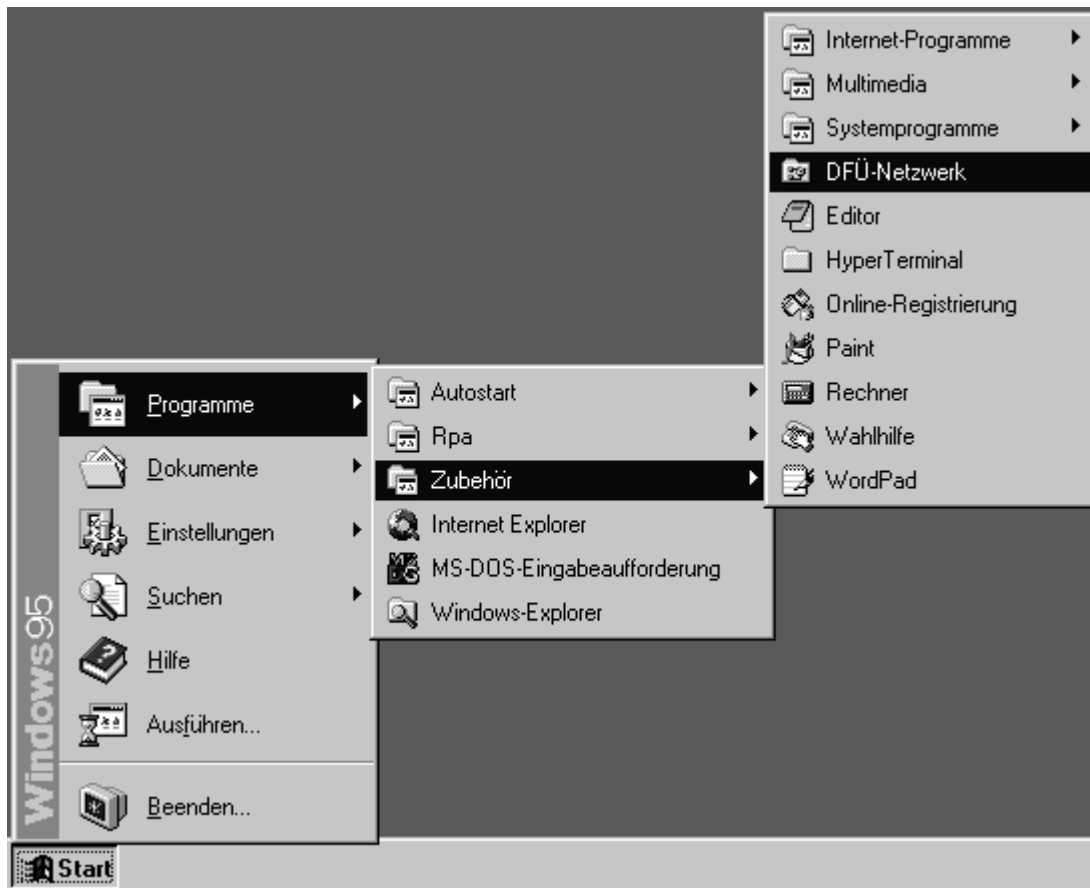 Internet-Programme
Multimedia
Systemprogramme
DFÜ-Netzwerk
Editor
HyperTerminal
Online-Registrierung
Paint
Rechner
Wahlhilfe
WordPad
Autostart
Rpa
Zubehör
Internet Explorer
MS-DOS-Eingabeaufforderung
Windows-Explorer
Programme
Dokumente
Einstellungen
Suchen
Hilfe
Ausführen...
Beenden...
Windows95
Start